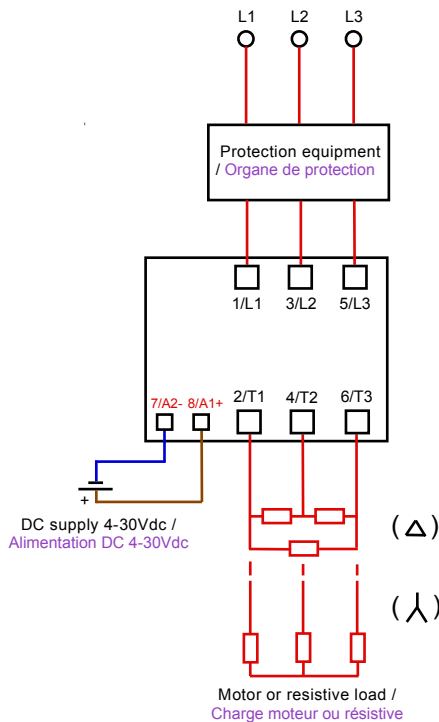 L1 L2 L3
Protection equipment
/ Organe de protection
1/L1 3/L2 5/L3
7/A2- 8/A1+ 2/T1 4/T2 6/T3
+
DC supply 4-30Vdc /
Alimentation DC 4-30Vdc
(Δ)
(⅄)
Motor or resistive load /
Charge moteur ou résistive